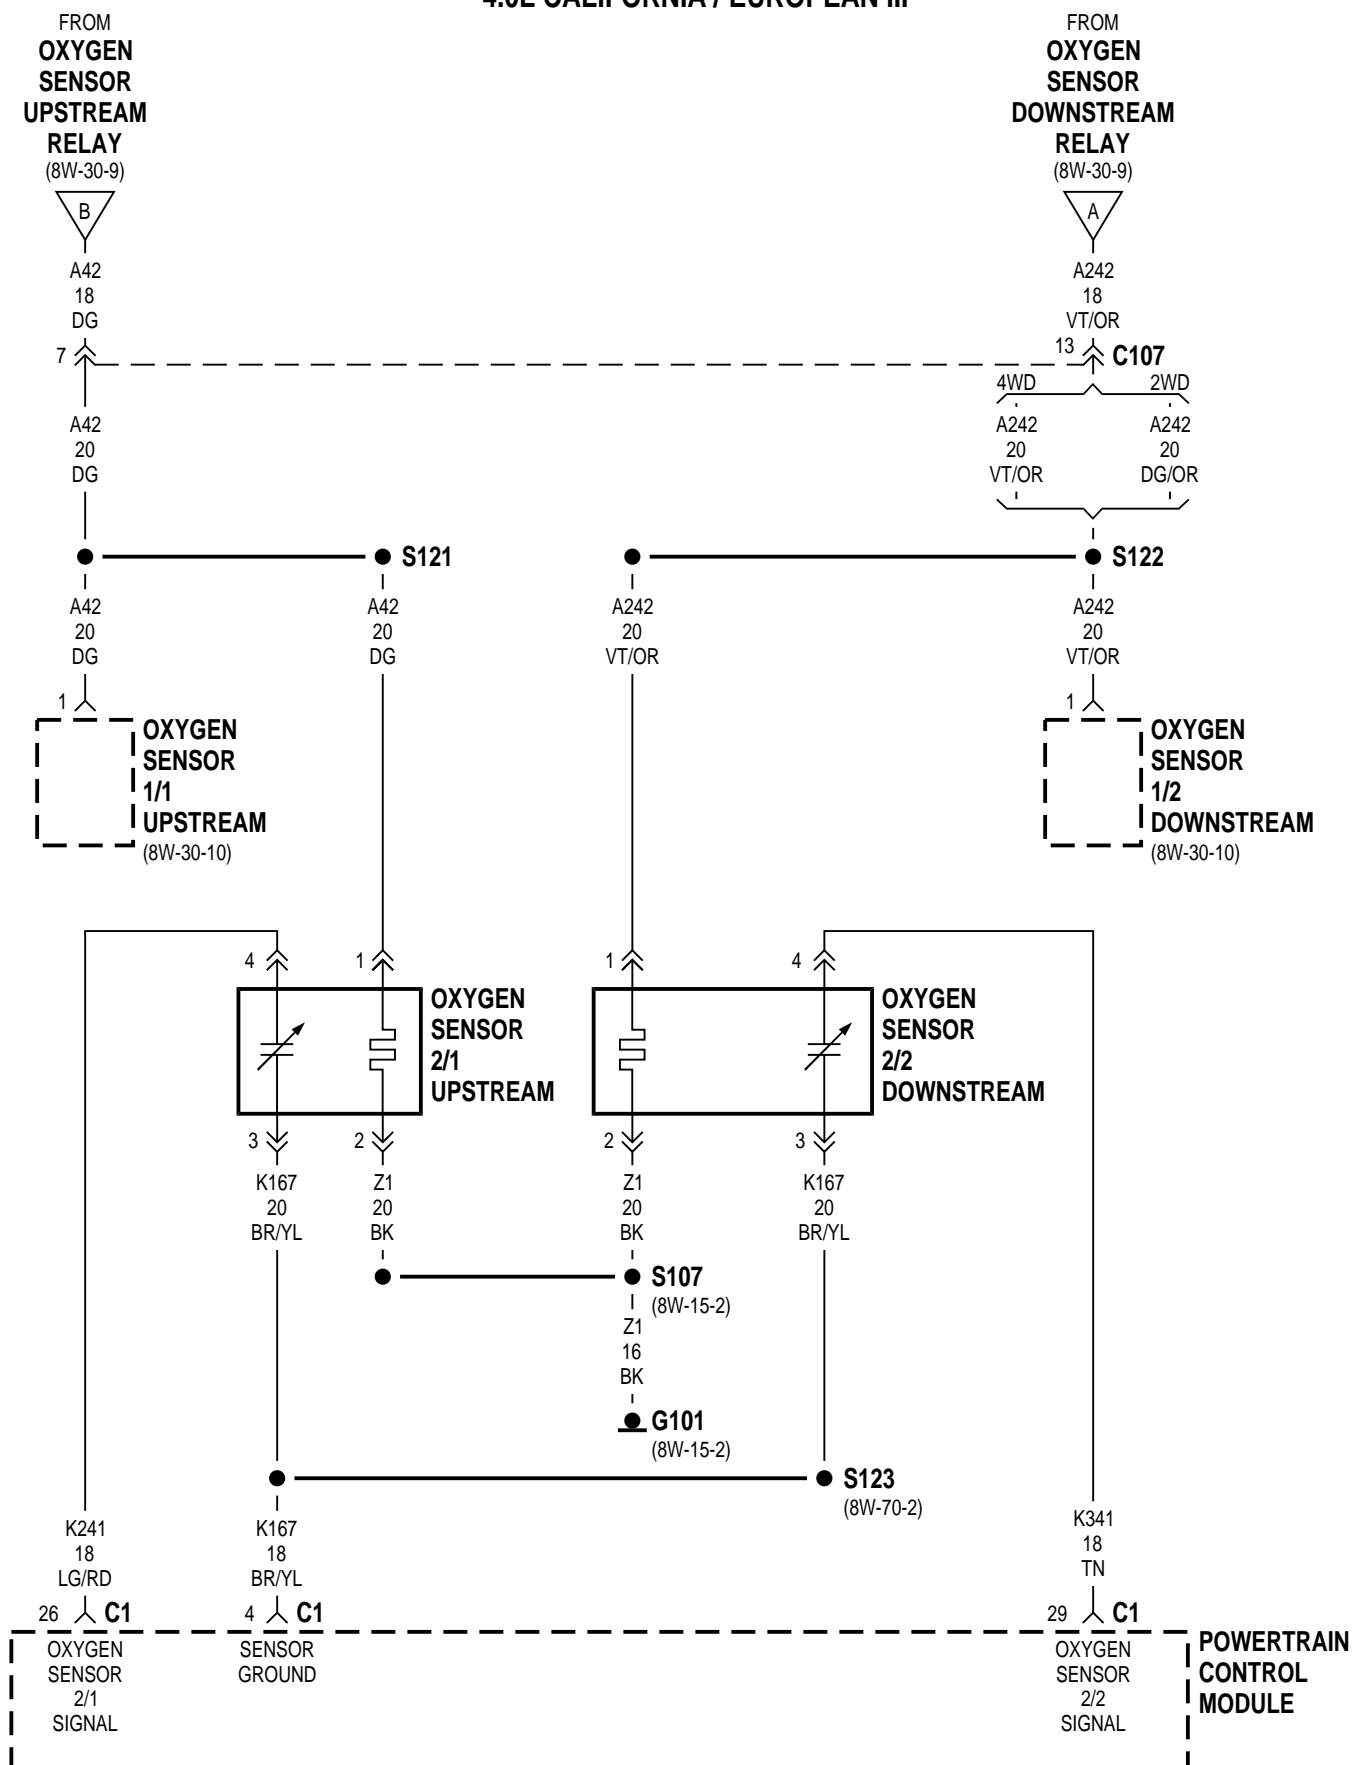 4.0L CALIFORNIA / EUROPEAN III
FROM
OXYGEN
SENSOR
UPSTREAM
RELAY
(8W-30-9)
B
A42
18
DG
7
FROM
OXYGEN
SENSOR
DOWNSTREAM
RELAY
(8W-30-9)
A
A242
18
VT/OR
13 C107
4WD 2WD
A42
20
DG
A242
20
VT/OR
A242
20
DG/OR
S121
S122
A42
20
DG
A42
20
DG
A242
20
VT/OR
A242
20
VT/OR
1
OXYGEN
SENSOR
1/1
UPSTREAM
(8W-30-10)
1
OXYGEN
SENSOR
1/2
DOWNSTREAM
(8W-30-10)
4 1 1 4
OXYGEN
SENSOR
2/1
UPSTREAM
OXYGEN
SENSOR
2/2
DOWNSTREAM
3 2 2 3
K167
20
BR/YL
Z1
20
BK
Z1
20
BK
K167
20
BR/YL
S107
(8W-15-2)
Z1
16
BK
G101
(8W-15-2)
S123
(8W-70-2)
K241
18
LG/RD
K167
18
BR/YL
K341
18
TN
26 C1
4 C1
29 C1
OXYGEN
SENSOR
2/1
SIGNAL
SENSOR
GROUND
OXYGEN
SENSOR
2/2
SIGNAL
POWERTRAIN
CONTROL
MODULE